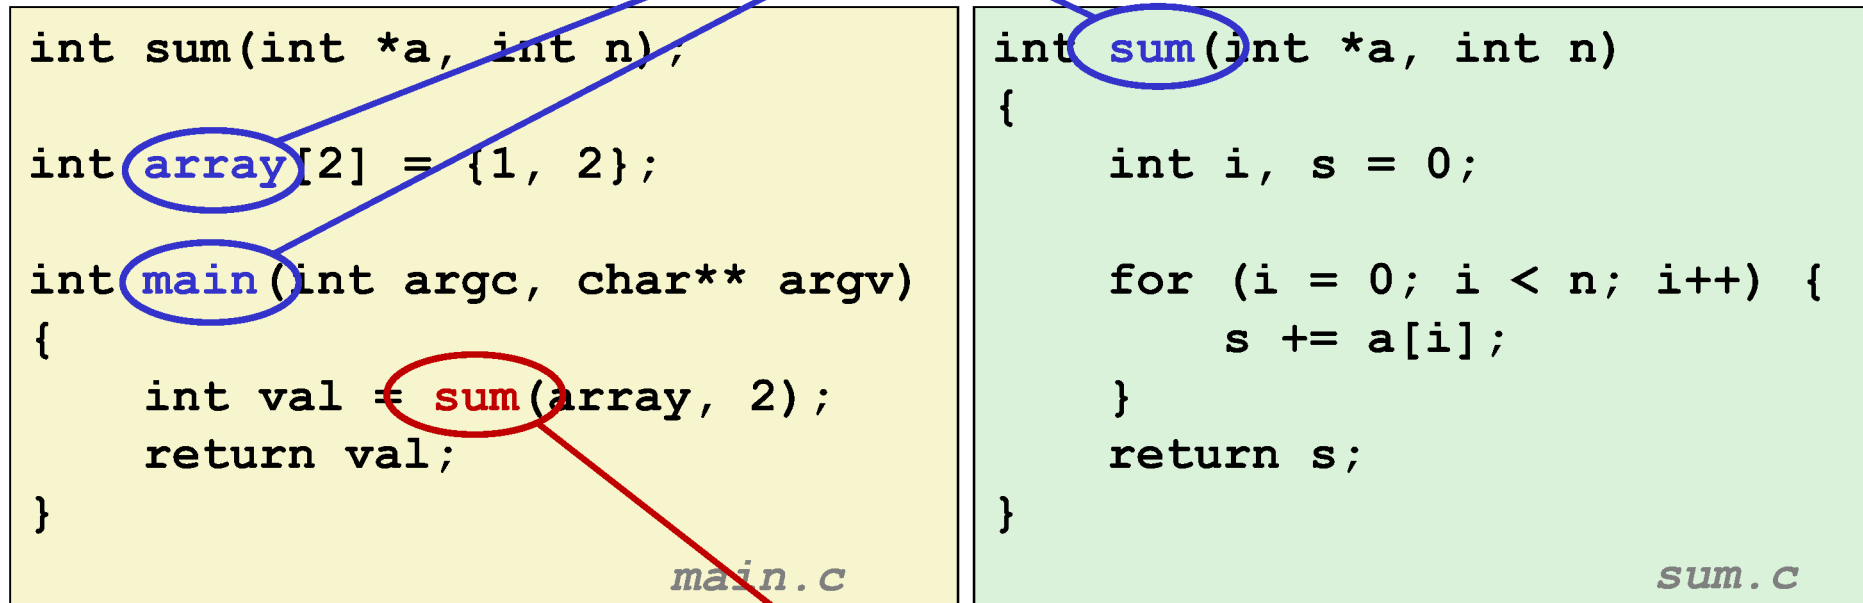 int sum(int *a, int n);
int array[2] = {1, 2};
int main(int argc, char** argv)
{
    int val = sum(array, 2);
    return val;
}
main.c
int sum(int *a, int n)
{
    int i, s = 0;
    for (i = 0; i < n; i++) {
        s += a[i];
    }
    return s;
}
sum.c